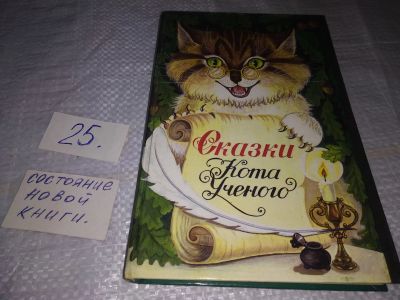 Сказки
Кота
Ученого
25.
СОСТОЯНИЕ
НОВОЙ
КНИГИ.